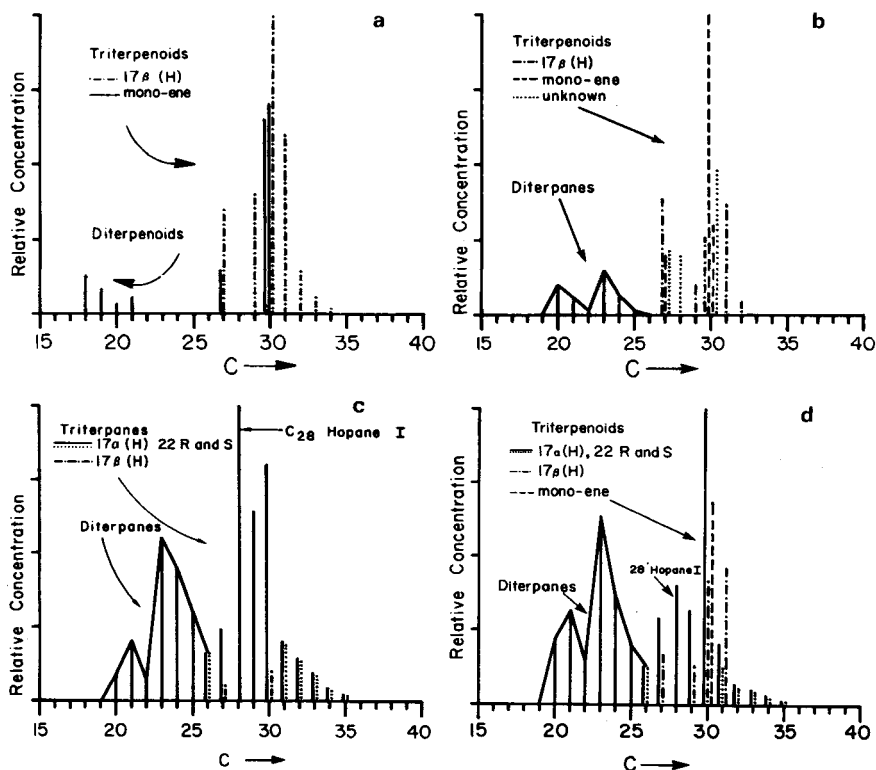 a
Relative Concentration
Triterpenoids
17β (H)
mono-ene
Diterpenoids
15 20 25 30 35 40
C
b
Relative Concentration
Triterpenoids
17β (H)
mono-ene
unknown
Diterpanes
15 20 25 30 35 40
C
c
Relative Concentration
Triterpanes
17α (H) 22 R and S
17β (H)
C28 Hopane I
Diterpanes
15 20 25 30 35 40
C
d
Relative Concentration
Triterpenoids
17α(H), 22 R and S
17β(H)
mono-ene
28 Hopane I
Diterpanes
15 20 25 30 35 40
C